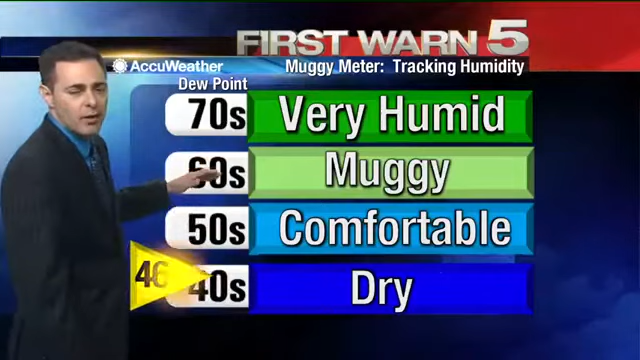 FIRST WARN 5
AccuWeather
Muggy Meter: Tracking Humidity
Dew Point
70s Very Humid
60s Muggy
50s Comfortable
46
40s Dry